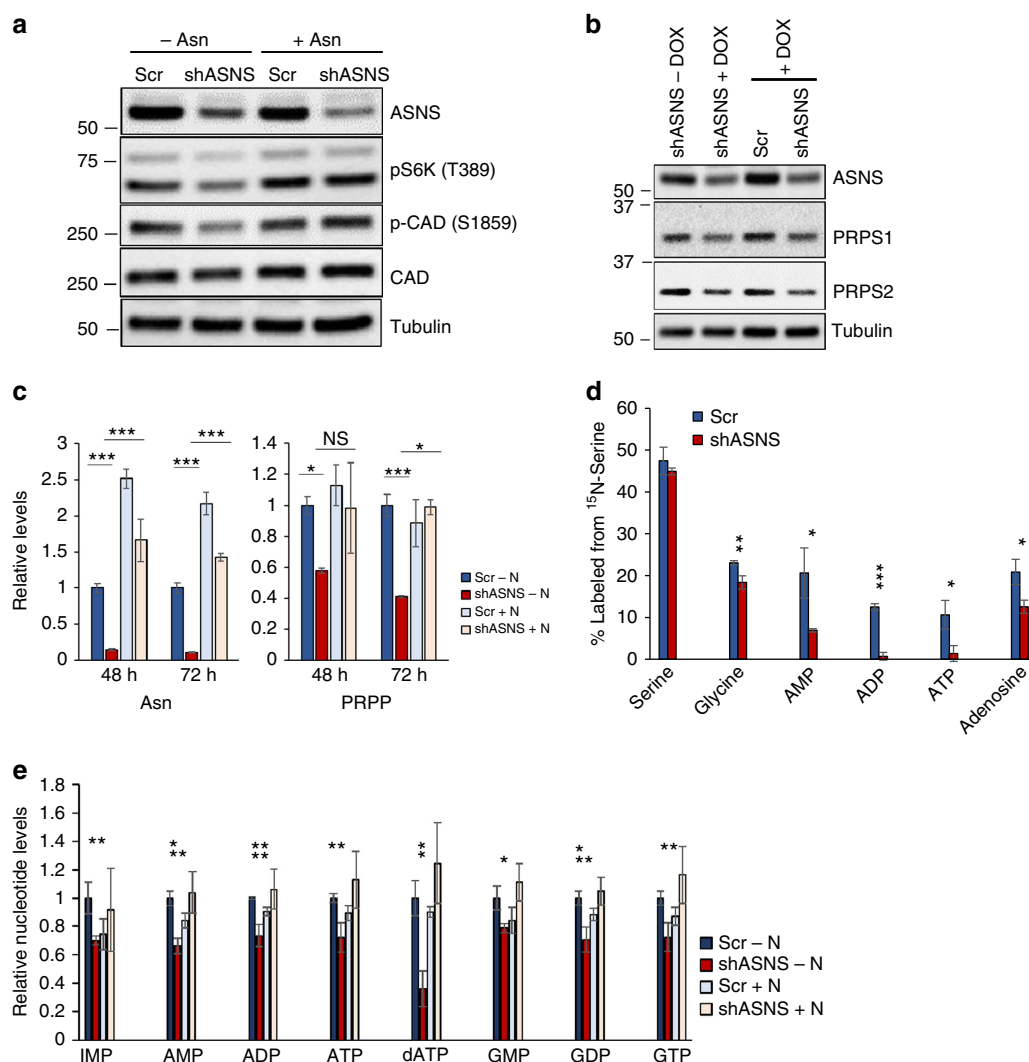 a
– Asn + Asn
Scr shASNS Scr shASNS
ASNS
50
75
pS6K (T389)
p-CAD (S1859)
250
CAD
250
50
Tubulin
b
shASNS – DOX
shASNS + DOX
+ DOX
Scr
shASNS
ASNS
50
37
PRPS1
37
PRPS2
Tubulin
50
c
Relative levels
3
2.5
2
1.5
1
0.5
0
***
***
***
***
48 h 72 h
Asn
1.4
1.2
1
0.8
0.6
0.4
0.2
0
NS
*
*
***
48 h 72 h
PRPP
Scr – N
shASNS – N
Scr + N
shASNS + N
d
% Labeled from 15N-Serine
60
50
40
30
20
10
0
Scr
shASNS
**
*
***
*
*
Serine
Glycine
AMP
ADP
ATP
Adenosine
e
Relative nucleotide levels
1.8
1.6
1.4
1.2
1
0.8
0.6
0.4
0.2
0
**
*
**
**
**
**
**
*
*
**
**
IMP AMP ADP ATP dATP GMP GDP GTP
Scr – N
shASNS – N
Scr + N
shASNS + N